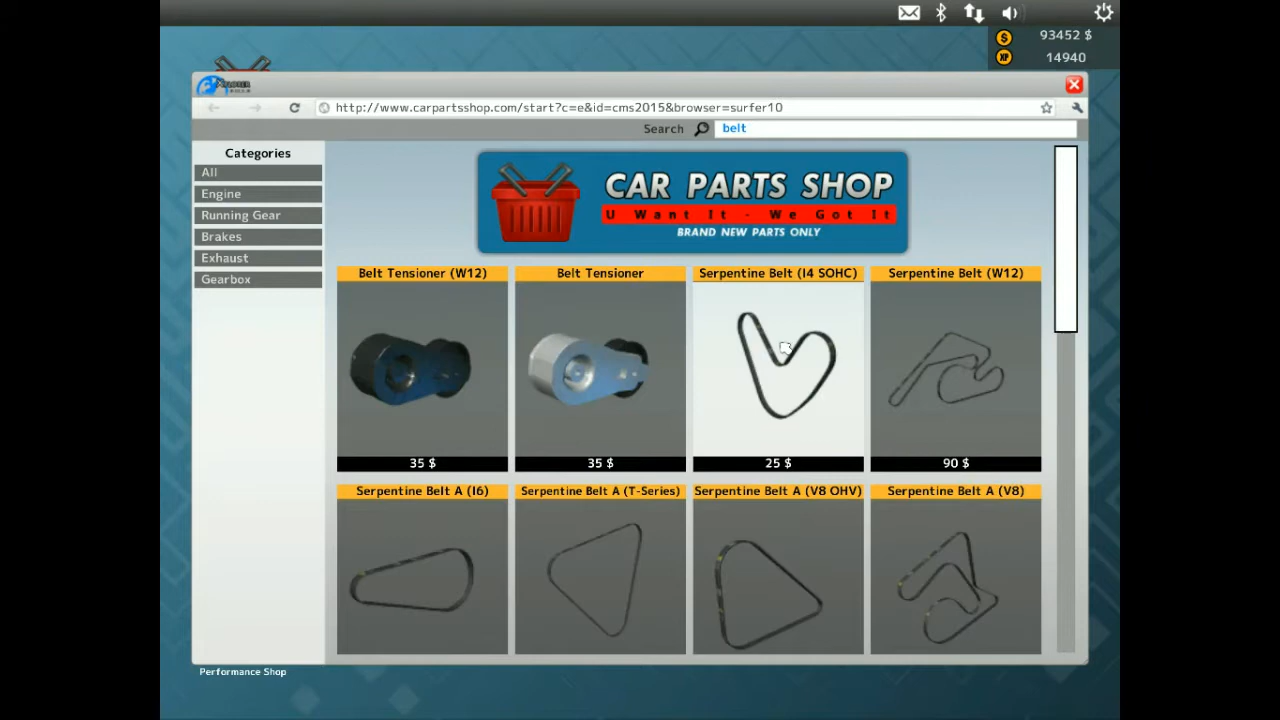 93452 $
XP 14940
http://www.carpartsshop.com/start?c=e&id=cms2015&browser=surfer10
Search belt
Categories
All
Engine
Running Gear
Brakes
Exhaust
Gearbox
CAR PARTS SHOP
U Want It - We Got It
BRAND NEW PARTS ONLY
Belt Tensioner (W12)
Belt Tensioner
Serpentine Belt (I4 SOHC)
Serpentine Belt (W12)
35 $
35 $
25 $
90 $
Serpentine Belt A (I6)
Serpentine Belt A (T-Series)
Serpentine Belt A (V8 OHV)
Serpentine Belt A (V8)
Performance Shop